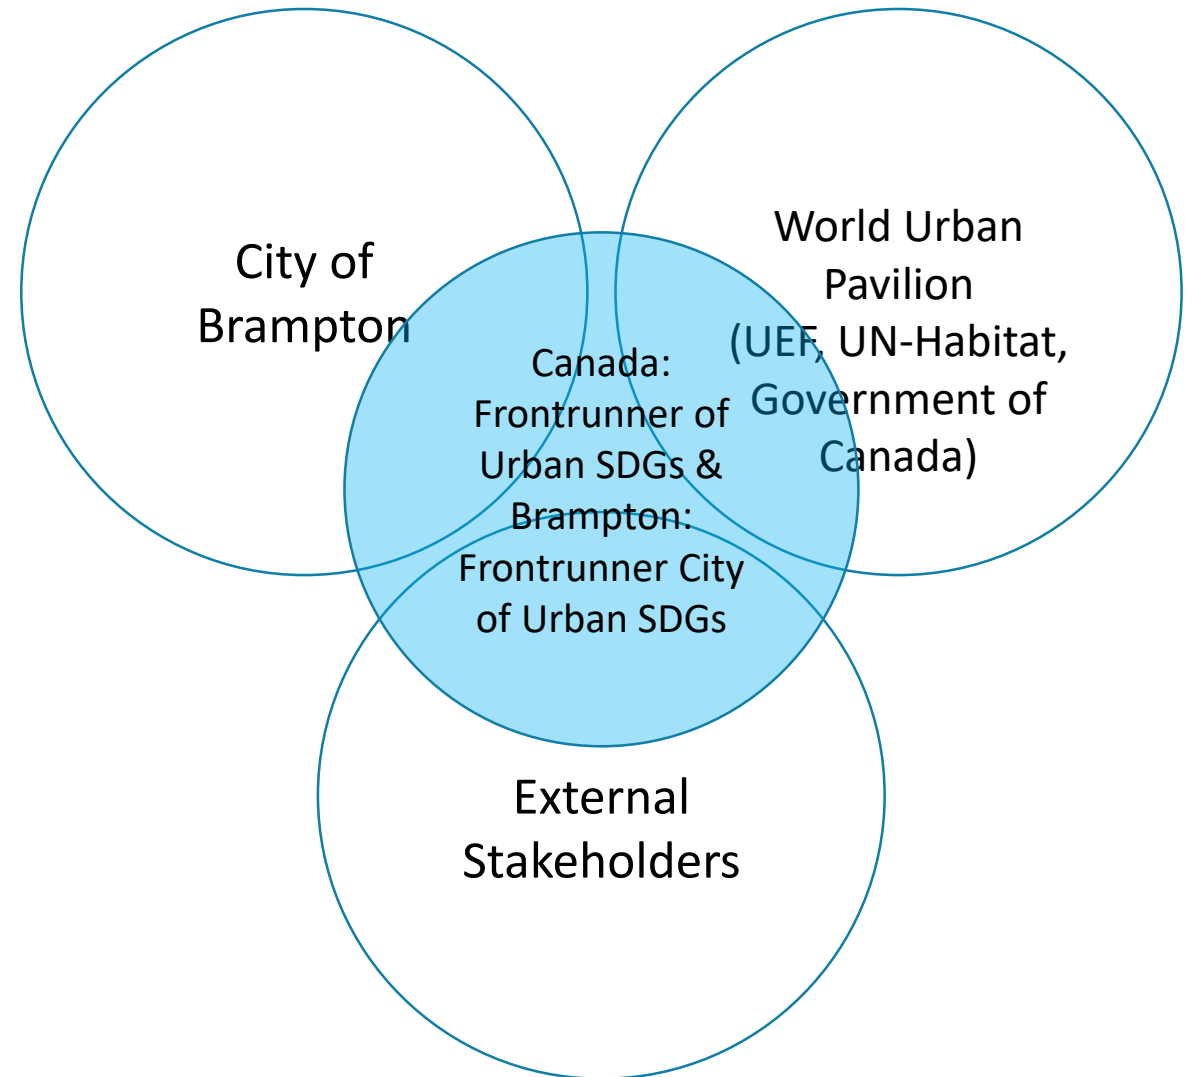 City of
Brampton
World Urban
Pavilion
(UEF, UN-Habitat,
Government of
Canada)
Canada:
Frontrunner of
Urban SDGs &
Brampton:
Frontrunner City
of Urban SDGs
External
Stakeholders